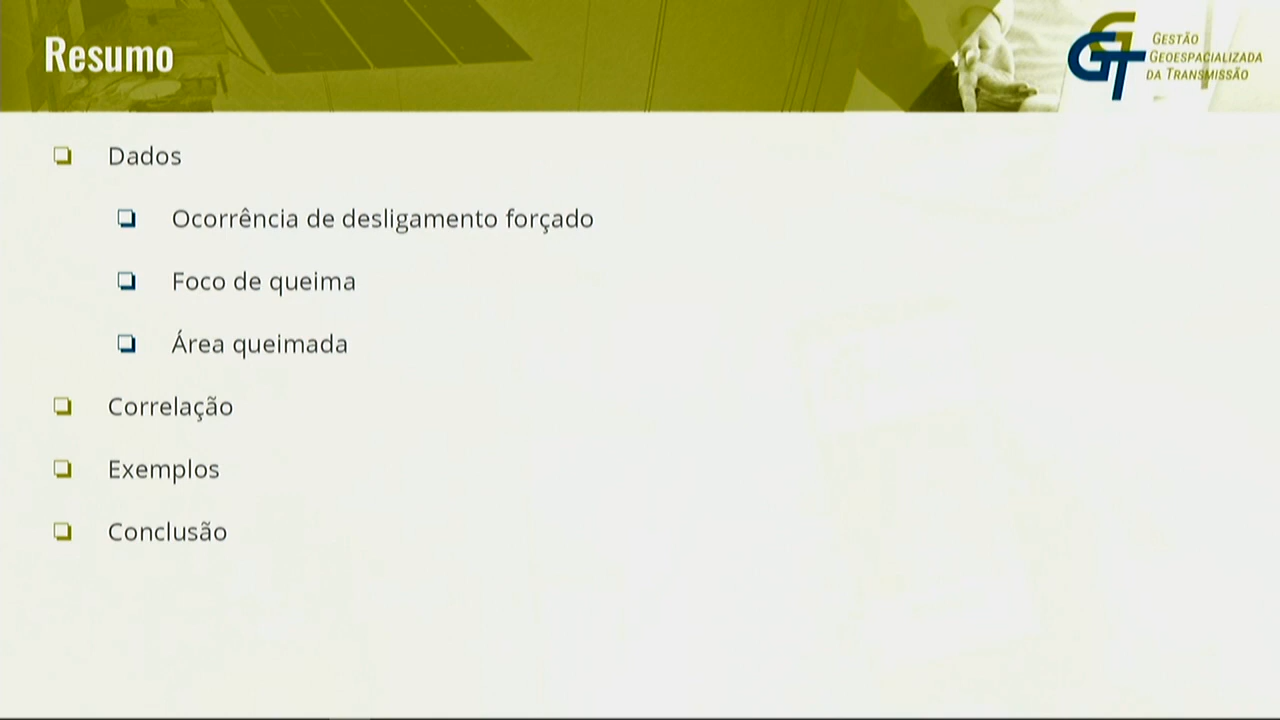 Resumo
GESTÃO
GEOESPACIALIZADA
DA TRANSMISSÃO
GT
Dados
Ocorrência de desligamento forçado
Foco de queima
Área queimada
Correlação
Exemplos
Conclusão